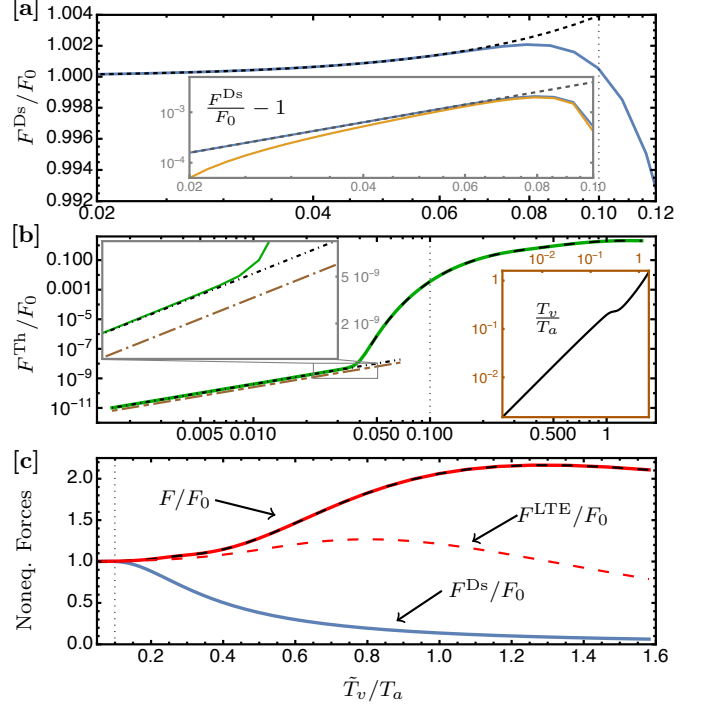 [a]
1.004
1.002
1.000
0.998
0.996
0.994
0.992
F^Ds/F_0
F^Ds/F_0 − 1
10^-3
10^-4
0.02 0.04 0.06 0.08 0.10
0.02 0.04 0.06 0.08 0.10 0.12
[b]
0.100
0.001
10^-5
10^-7
10^-9
10^-11
F^Th/F_0
5 10^-9
2 10^-9
10^-2 10^-1 1
1
10^-1
10^-2
T_v/T_a
0.005 0.010 0.050 0.100 0.500 1
[c]
2.0
1.5
1.0
0.5
0.0
Noneq. Forces
F/F_0
F^LTE/F_0
F^Ds/F_0
0.2 0.4 0.6 0.8 1.0 1.2 1.4 1.6
T̃_v/T_a